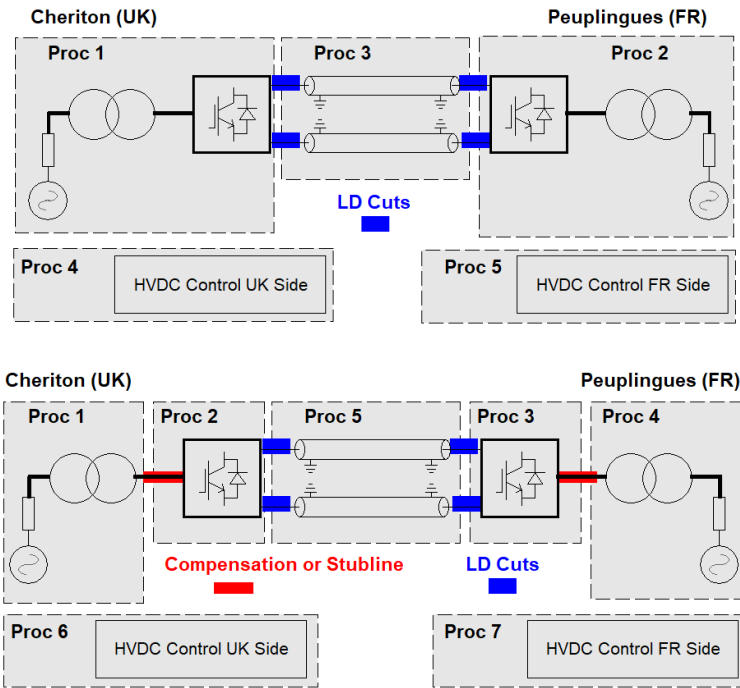 Cheriton (UK)
Peuplingues (FR)
Proc 1
Proc 3
Proc 2
LD Cuts
Proc 4
HVDC Control UK Side
Proc 5
HVDC Control FR Side
Cheriton (UK)
Peuplingues (FR)
Proc 1
Proc 2
Proc 5
Proc 3
Proc 4
Compensation or Stubline
LD Cuts
Proc 6
HVDC Control UK Side
Proc 7
HVDC Control FR Side